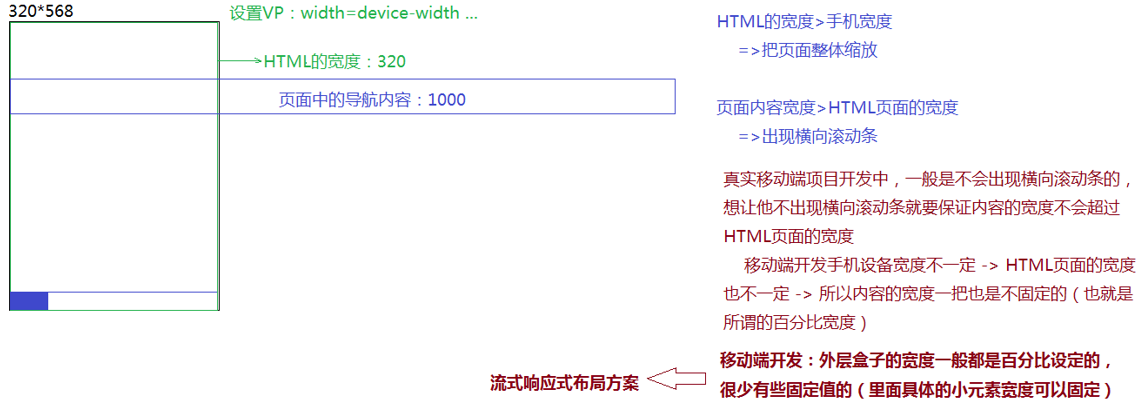 320*568
设置VP：width=device-width ...
HTML的宽度：320
页面中的导航内容：1000
HTML的宽度>手机宽度
=>把页面整体缩放
页面内容宽度>HTML页面的宽度
=>出现横向滚动条
真实移动端项目开发中，一般是不会出现横向滚动条的，
想让他不出现横向滚动条就要保证内容的宽度不会超过
HTML页面的宽度
移动端开发手机设备宽度不一定 -> HTML页面的宽度
也不一定 -> 所以内容的宽度一把也是不固定的（也就是
所谓的百分比宽度）
移动端开发：外层盒子的宽度一般都是百分比设定的，
很少有些固定值的（里面具体的小元素宽度可以固定）
流式响应式布局方案